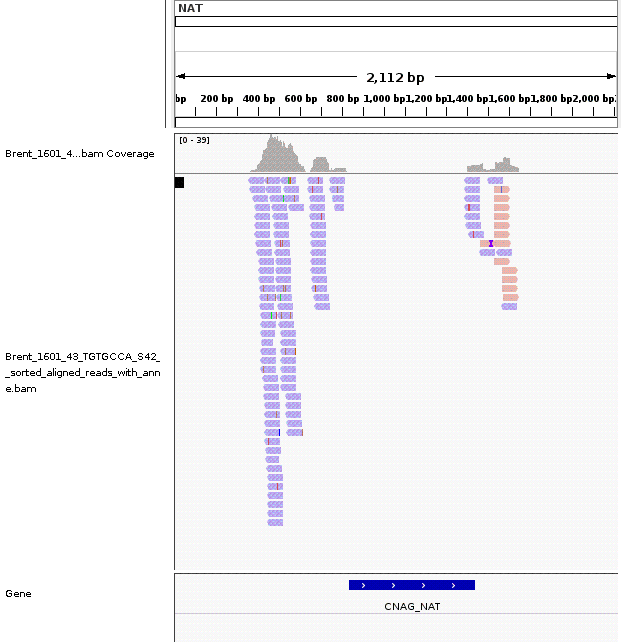 NAT
2,112 bp
bp 200 bp 400 bp 600 bp 800 bp 1,000 bp 1,200 bp 1,400 bp 1,600 bp 1,800 bp 2,000 bp
[0 - 39]
Brent_1601_4...bam Coverage
Brent_1601_43_TGTGCCA_S42_
_sorted_aligned_reads_with_ann
e.bam
Gene
CNAG_NAT